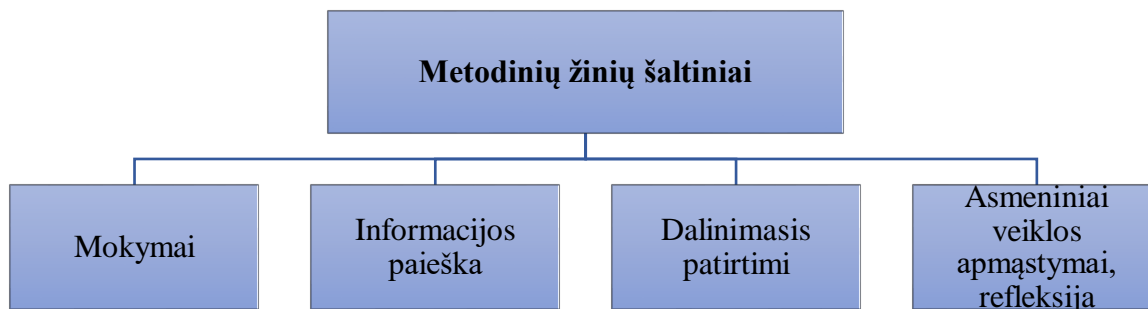 Metodinių žinių šaltiniai
Mokymai
Informacijos
paieška
Dalinimasis
patirtimi
Asmeniniai
veiklos
apmąstymai,
refleksija